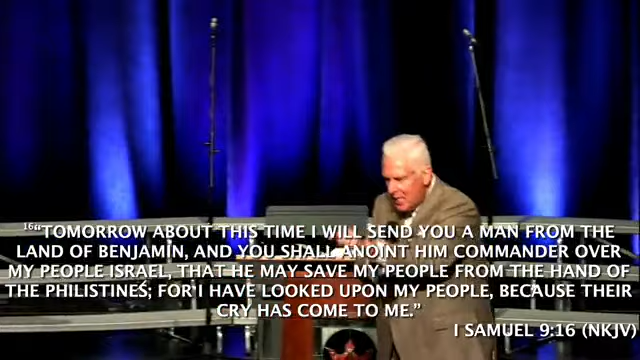 16"TOMORROW ABOUT THIS TIME I WILL SEND YOU A MAN FROM THE
LAND OF BENJAMIN, AND YOU SHALL ANOINT HIM COMMANDER OVER
MY PEOPLE ISRAEL, THAT HE MAY SAVE MY PEOPLE FROM THE HAND OF
THE PHILISTINES; FOR I HAVE LOOKED UPON MY PEOPLE, BECAUSE THEIR
CRY HAS COME TO ME."
I SAMUEL 9:16 (NKJV)